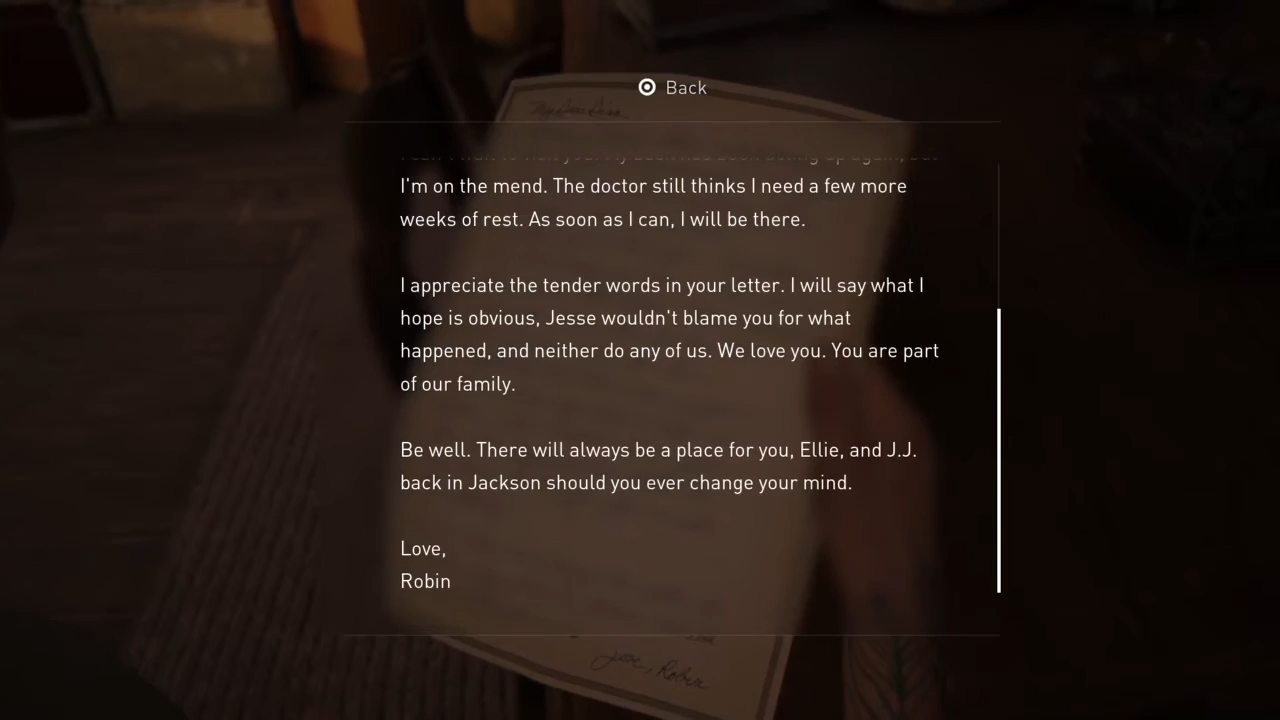 Back
I'm on the mend. The doctor still thinks I need a few more
weeks of rest. As soon as I can, I will be there.
I appreciate the tender words in your letter. I will say what I
hope is obvious, Jesse wouldn't blame you for what
happened, and neither do any of us. We love you. You are part
of our family.
Be well. There will always be a place for you, Ellie, and J.J.
back in Jackson should you ever change your mind.
Love,
Robin
Love, Robin